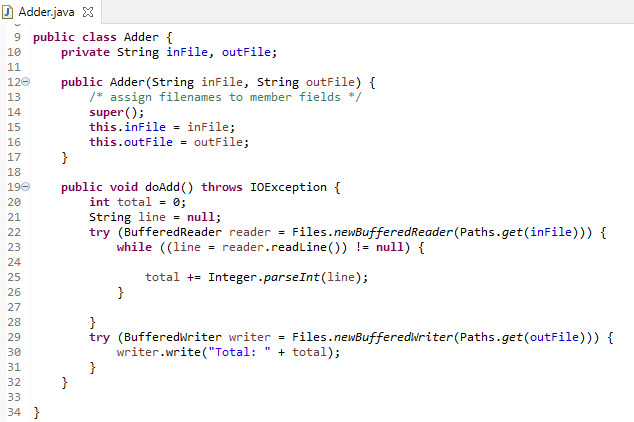 Adder.java
9 public class Adder {
10     private String inFile, outFile;
11
12     public Adder(String inFile, String outFile) {
13         /* assign filenames to member fields */
14         super();
15         this.inFile = inFile;
16         this.outFile = outFile;
17     }
18
19     public void doAdd() throws IOException {
20         int total = 0;
21         String line = null;
22         try (BufferedReader reader = Files.newBufferedReader(Paths.get(inFile))) {
23             while ((line = reader.readLine()) != null) {
24
25                 total += Integer.parseInt(line);
26             }
27
28         }
29         try (BufferedWriter writer = Files.newBufferedWriter(Paths.get(outFile))) {
30             writer.write("Total: " + total);
31         }
32     }
33
34 }